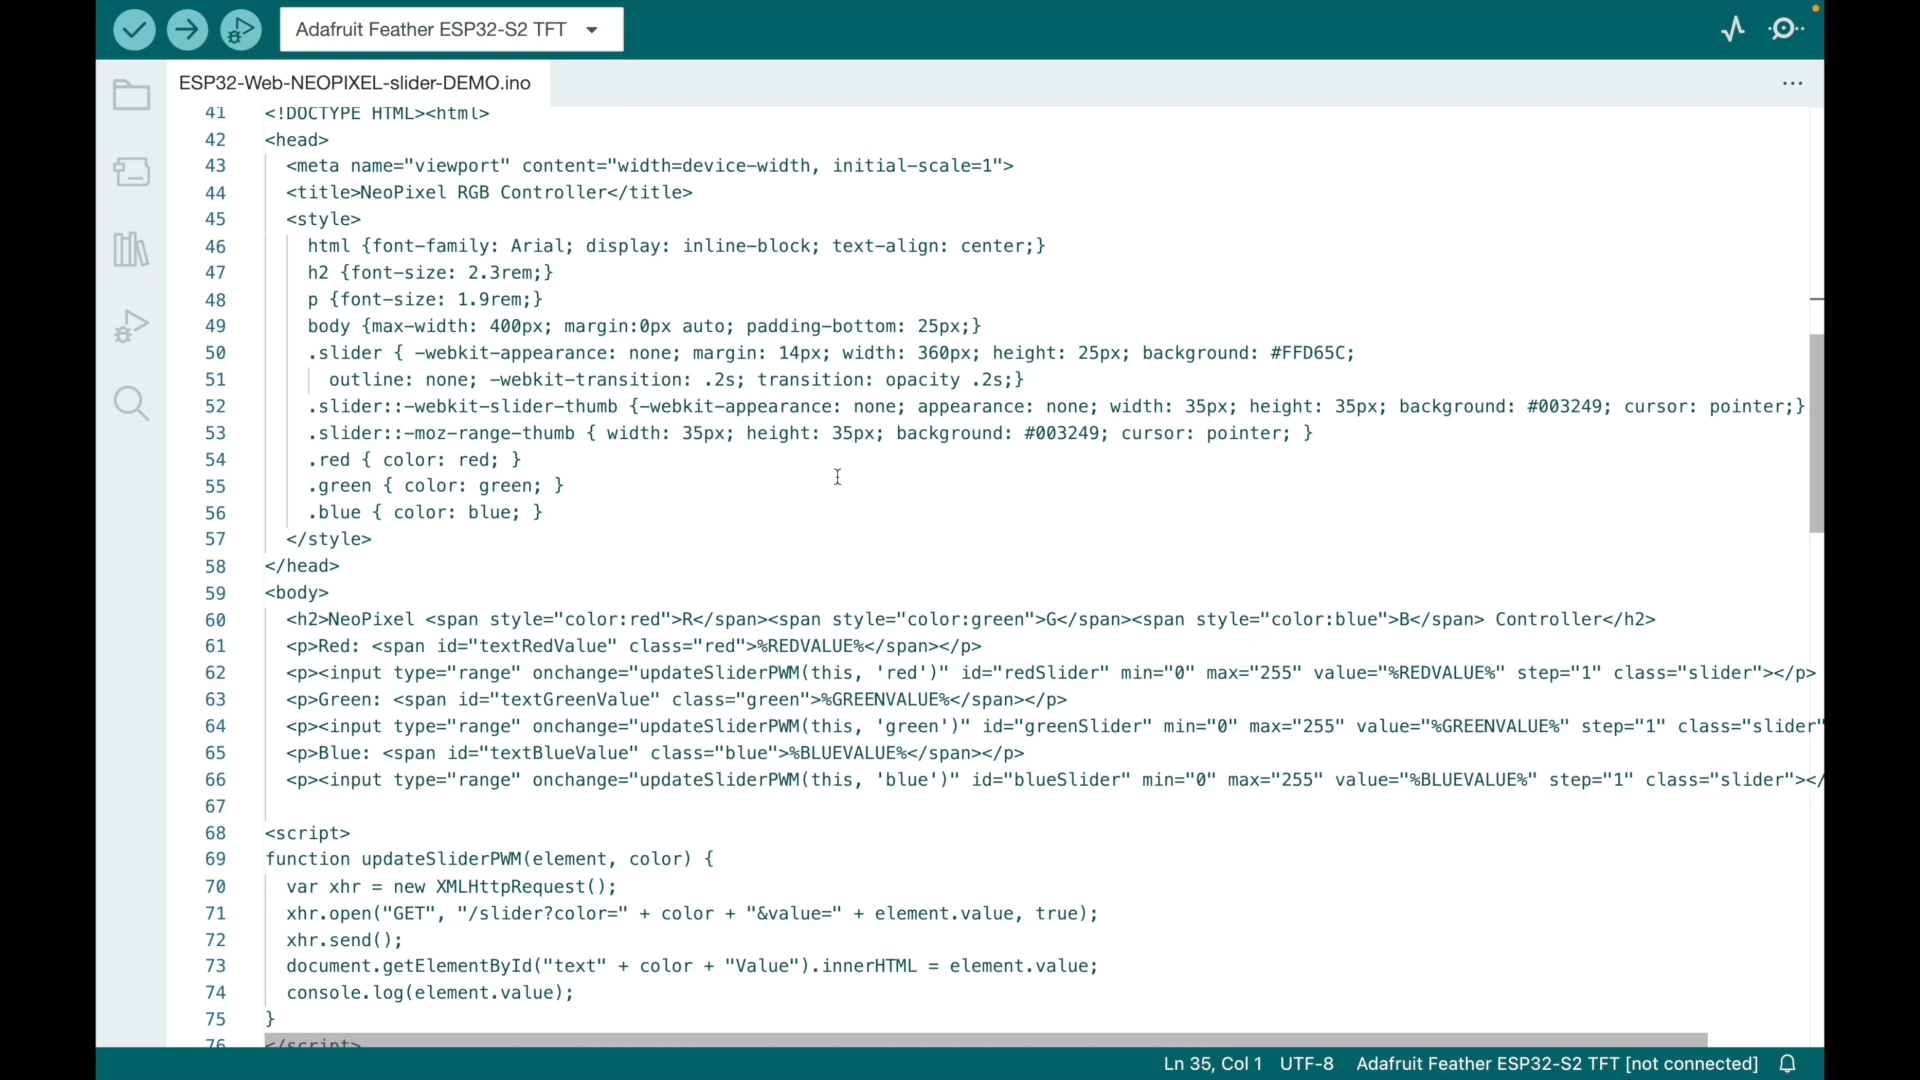 Adafruit Feather ESP32-S2 TFT
ESP32-Web-NEOPIXEL-slider-DEMO.ino
41 <!DOCTYPE HTML><html>
42 <head>
43 <meta name="viewport" content="width=device-width, initial-scale=1">
44 <title>NeoPixel RGB Controller</title>
45 <style>
46 html {font-family: Arial; display: inline-block; text-align: center;}
47 h2 {font-size: 2.3rem;}
48 p {font-size: 1.9rem;}
49 body {max-width: 400px; margin:0px auto; padding-bottom: 25px;}
50 .slider { -webkit-appearance: none; margin: 14px; width: 360px; height: 25px; background: #FFD65C;
51 outline: none; -webkit-transition: .2s; transition: opacity .2s;}
52 .slider::-webkit-slider-thumb {-webkit-appearance: none; appearance: none; width: 35px; height: 35px; background: #003249; cursor: pointer;}
53 .slider::-moz-range-thumb { width: 35px; height: 35px; background: #003249; cursor: pointer; }
54 .red { color: red; }
55 .green { color: green; }
56 .blue { color: blue; }
57 </style>
58 </head>
59 <body>
60 <h2>NeoPixel <span style="color:red">R</span><span style="color:green">G</span><span style="color:blue">B</span> Controller</h2>
61 <p>Red: <span id="textRedValue" class="red">%REDVALUE%</span></p>
62 <p><input type="range" onchange="updateSliderPWM(this, 'red')" id="redSlider" min="0" max="255" value="%REDVALUE%" step="1" class="slider"></p>
63 <p>Green: <span id="textGreenValue" class="green">%GREENVALUE%</span></p>
64 <p><input type="range" onchange="updateSliderPWM(this, 'green')" id="greenSlider" min="0" max="255" value="%GREENVALUE%" step="1" class="slider"
65 <p>Blue: <span id="textBlueValue" class="blue">%BLUEVALUE%</span></p>
66 <p><input type="range" onchange="updateSliderPWM(this, 'blue')" id="blueSlider" min="0" max="255" value="%BLUEVALUE%" step="1" class="slider"></
67
68 <script>
69 function updateSliderPWM(element, color) {
70 var xhr = new XMLHttpRequest();
71 xhr.open("GET", "/slider?color=" + color + "&value=" + element.value, true);
72 xhr.send();
73 document.getElementById("text" + color + "Value").innerHTML = element.value;
74 console.log(element.value);
75 }
76 </script>
Ln 35, Col 1 UTF-8 Adafruit Feather ESP32-S2 TFT [not connected]